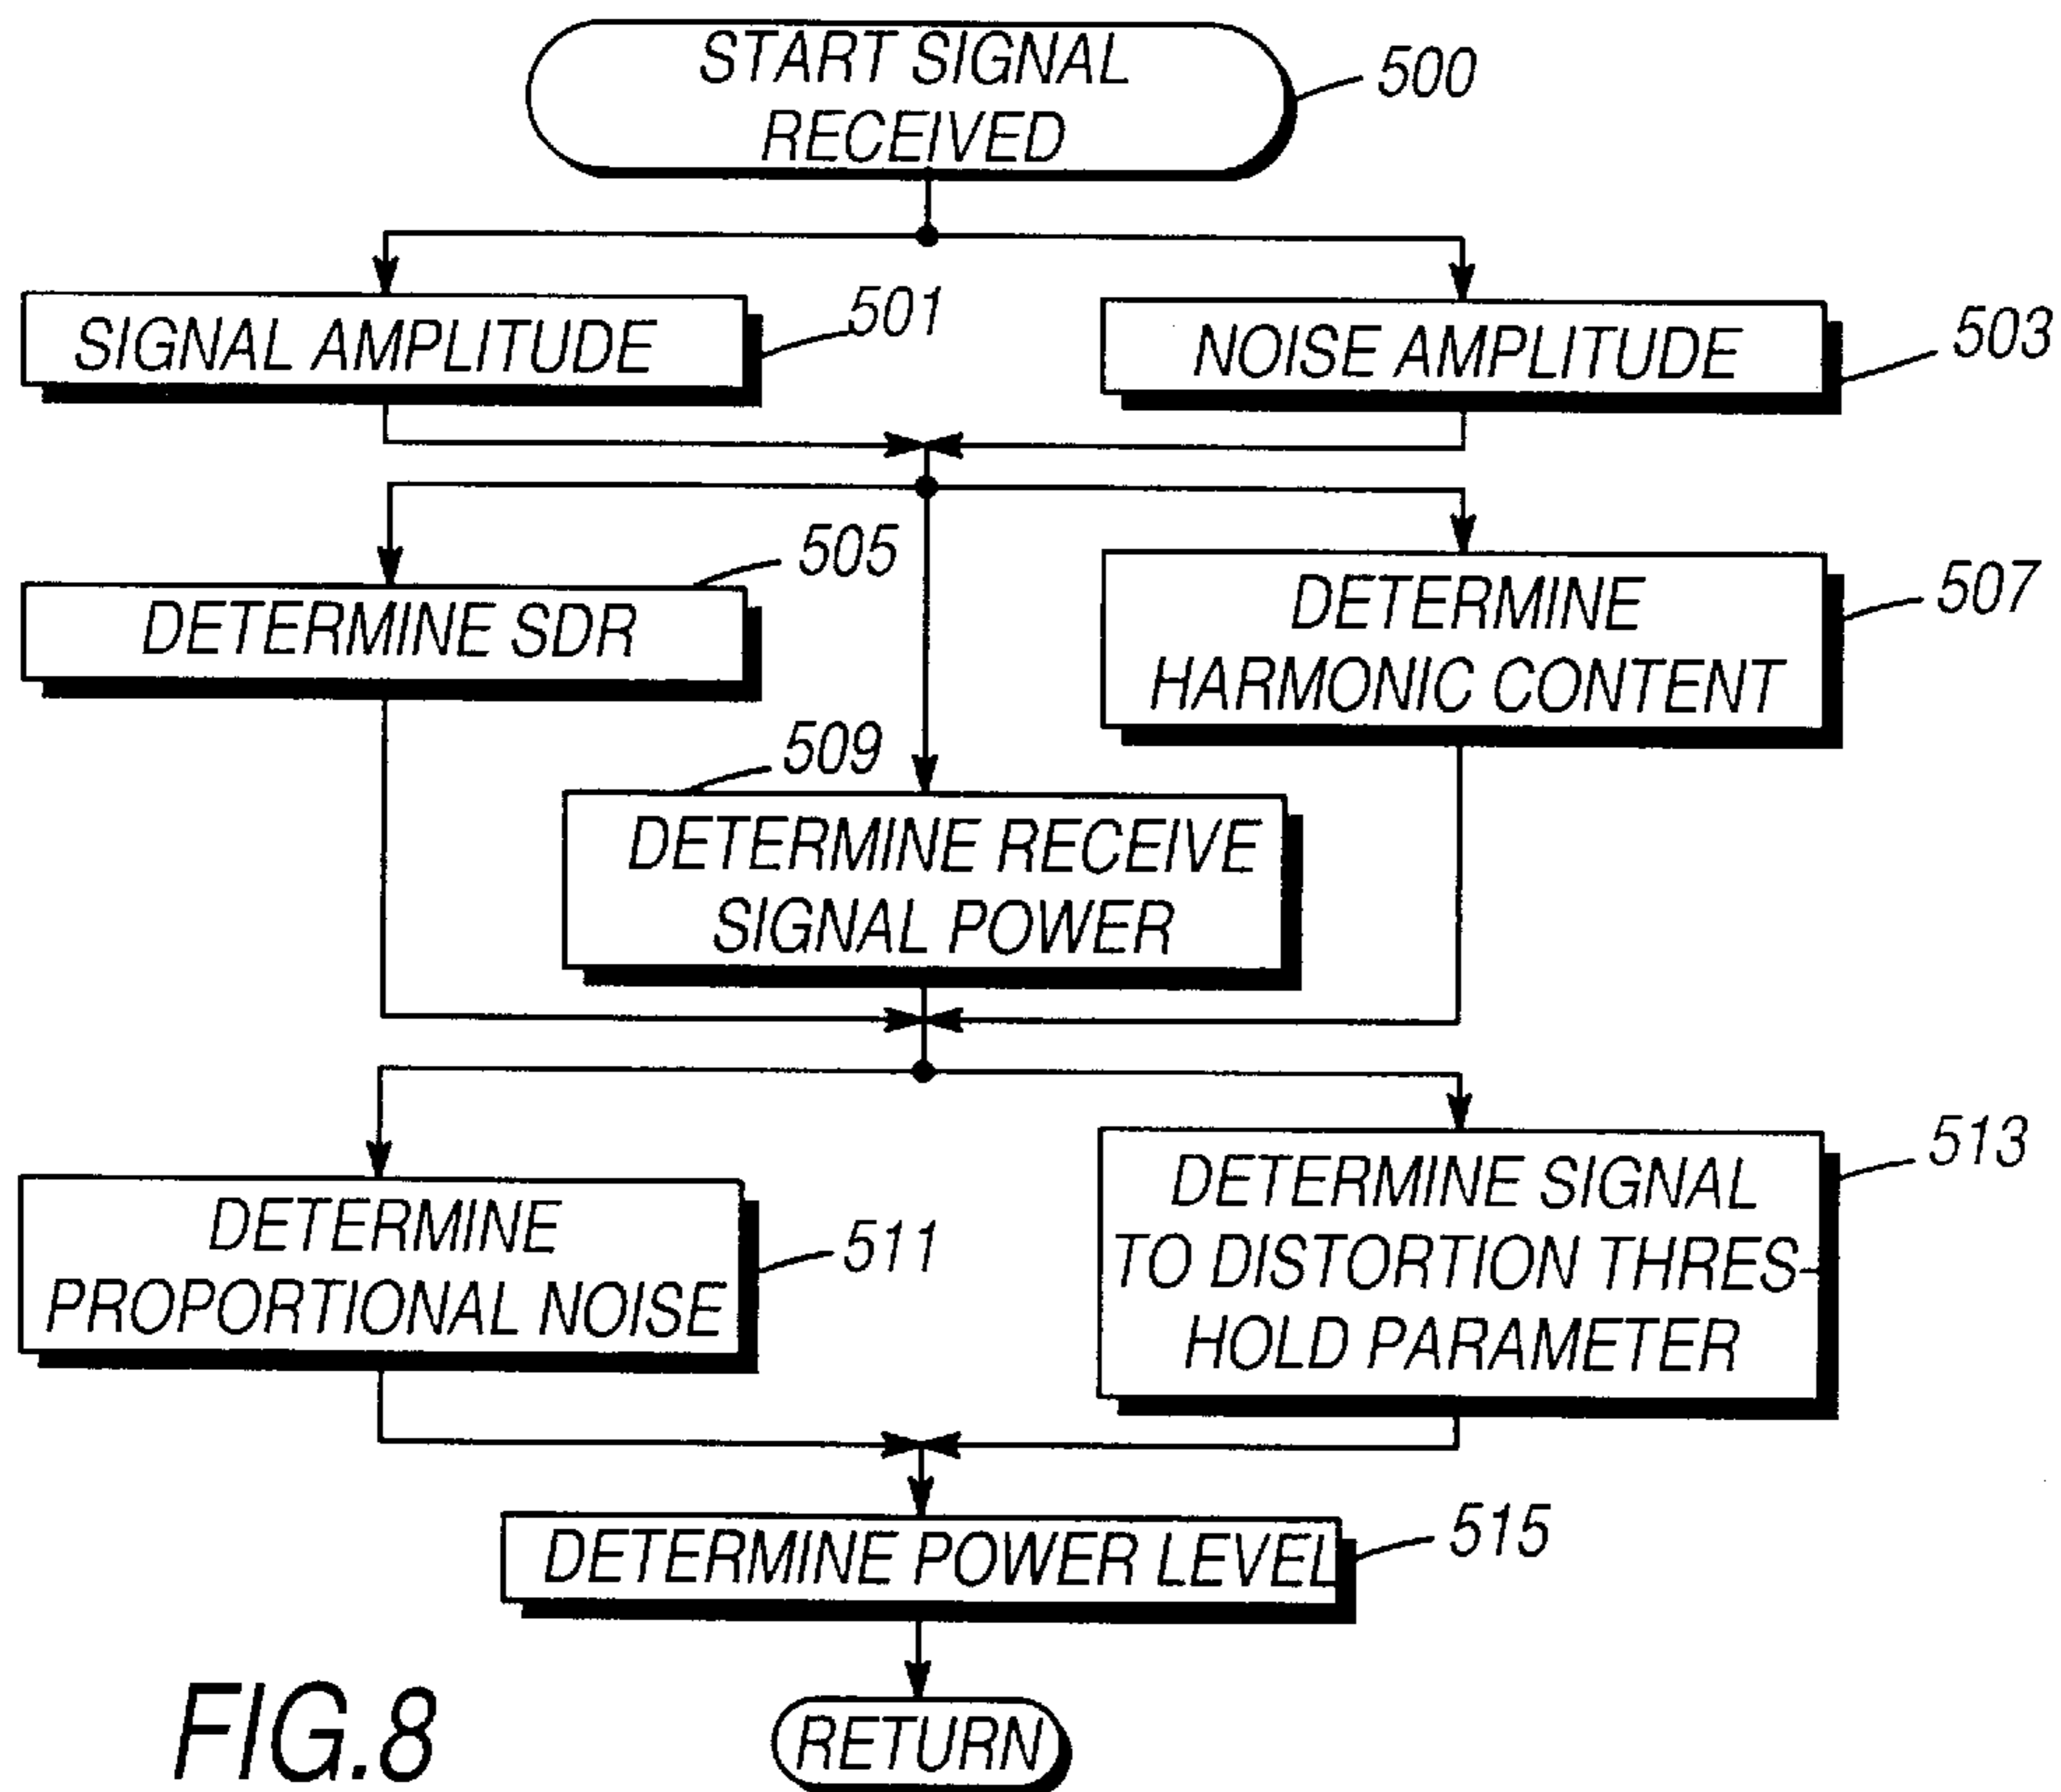 START SIGNAL
RECEIVED
500
SIGNAL AMPLITUDE
501
NOISE AMPLITUDE
503
DETERMINE SDR
505
DETERMINE
HARMONIC CONTENT
507
509
DETERMINE RECEIVE
SIGNAL POWER
DETERMINE
PROPORTIONAL NOISE
511
DETERMINE SIGNAL
TO DISTORTION THRES-
HOLD PARAMETER
513
DETERMINE POWER LEVEL
515
RETURN
FIG.8